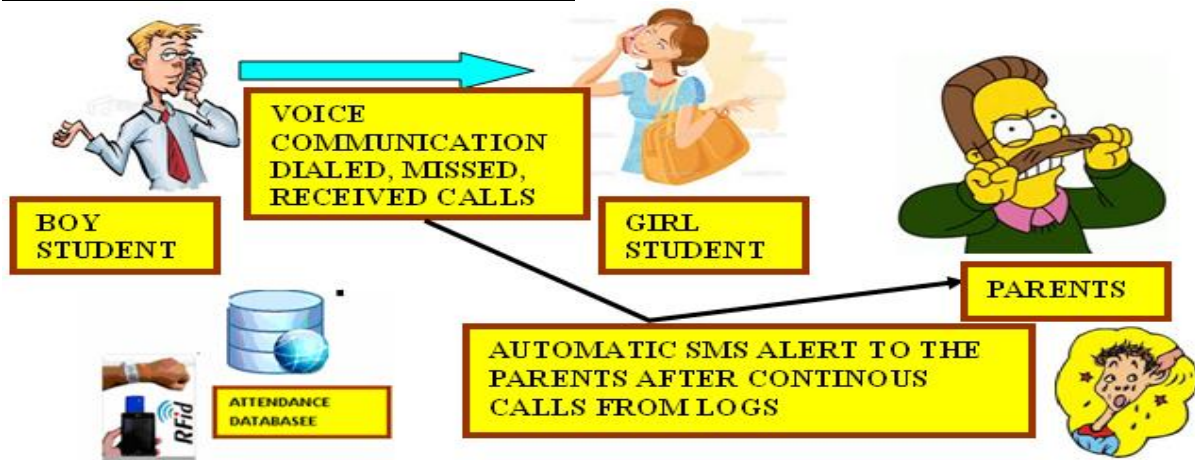 VOICE
COMMUNICATION
DIALED, MISSED,
RECEIVED CALLS
BOY
STUDENT
GIRL
STUDENT
PARENTS
AUTOMATIC SMS ALERT TO THE
PARENTS AFTER CONTINOUS
CALLS FROM LOGS
ATTENDANCE
DATABASEE
RFid